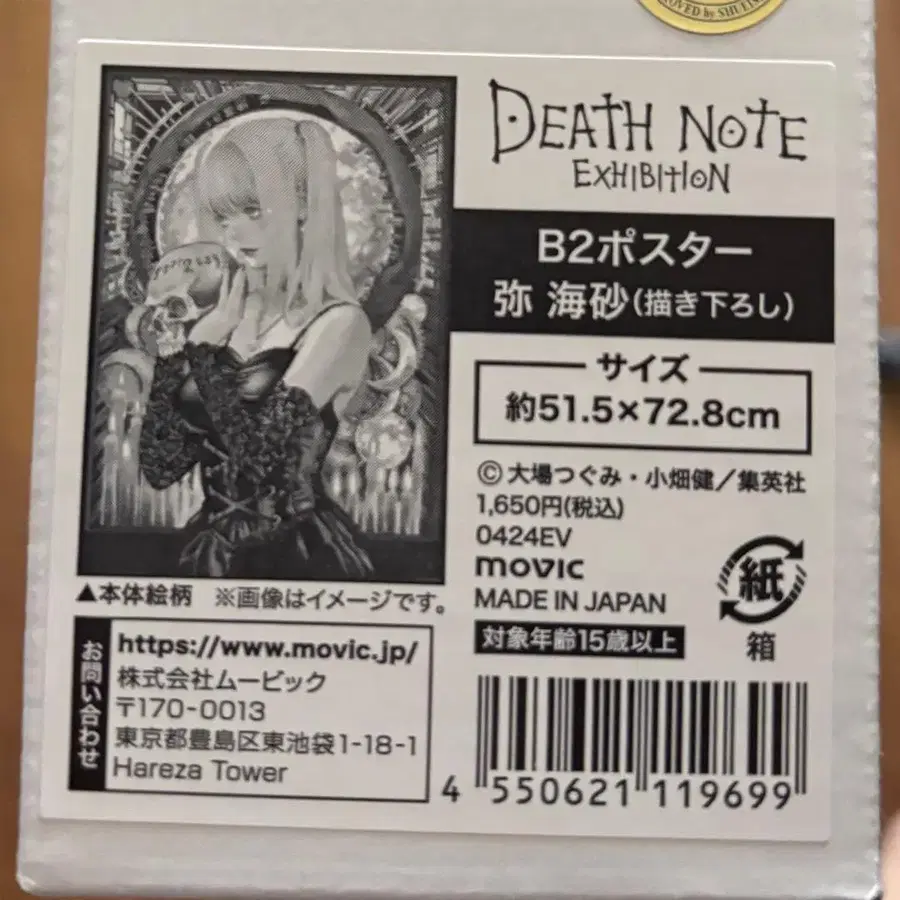 DEATH NOTE
EXHIBITION
B2ポスター
弥 海砂(描き下ろし)
サイズ
約51.5×72.8cm
©大場つぐみ・小畑健／集英社
1,650円(税込)
0424EV
movic
MADE IN JAPAN
対象年齢15歳以上
紙
箱
▲本体絵柄 ※画像はイメージです。
お問い合わせ
https://www.movic.jp/
株式会社ムービック
〒170-0013
東京都豊島区東池袋1-18-1
Hareza Tower
4 550621 119699